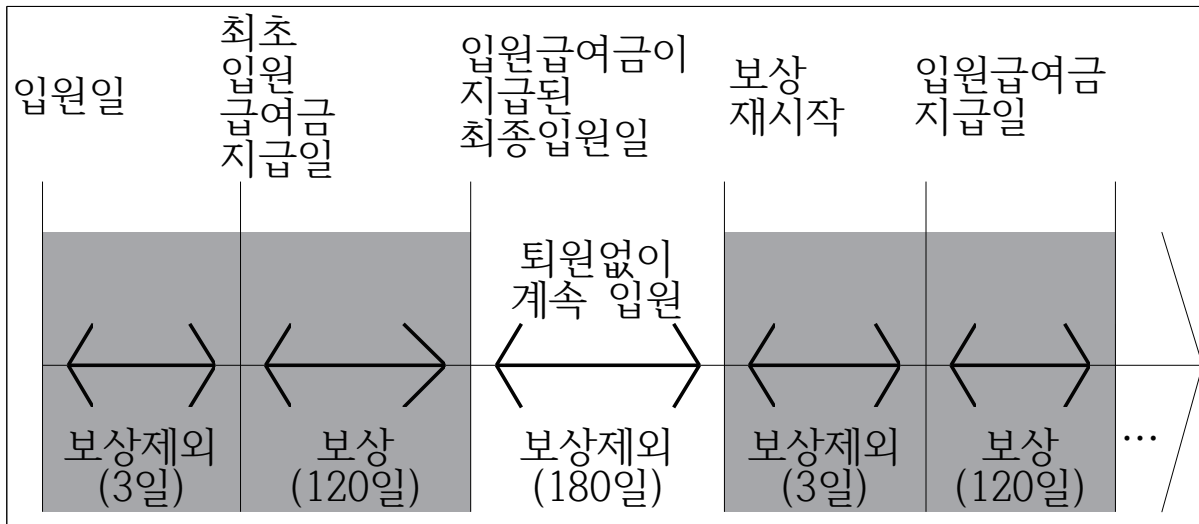 입원일
최초
입원
급여금
지급일
입원급여금이
지급된
최종입원일
보상
재시작
입원급여금
지급일
퇴원없이
계속 입원
보상제외
(3일)
보상
(120일)
보상제외
(180일)
보상제외
(3일)
보상
(120일)
…